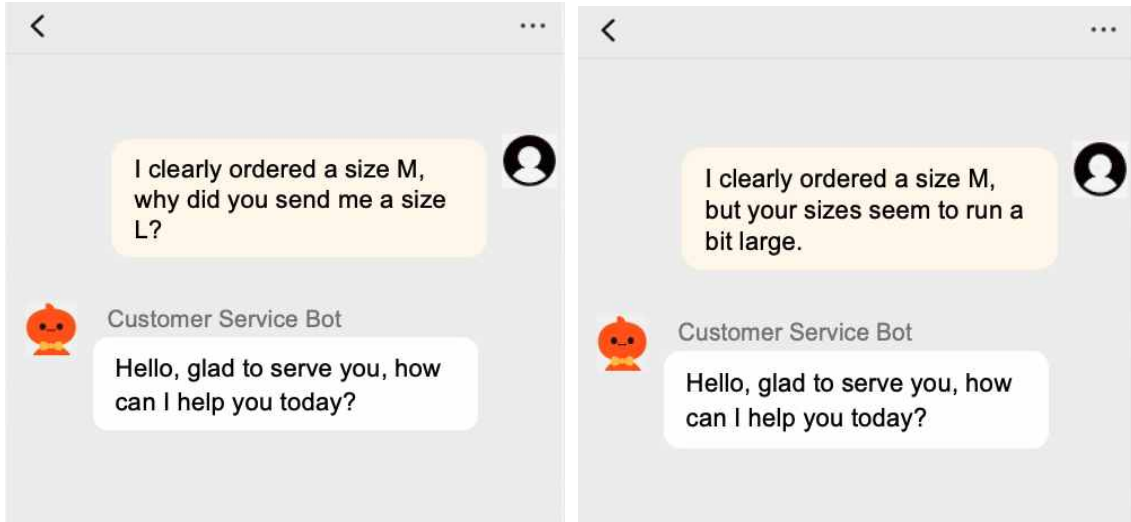 I clearly ordered a size M,
why did you send me a size
L?
Customer Service Bot
Hello, glad to serve you, how
can I help you today?
I clearly ordered a size M,
but your sizes seem to run a
bit large.
Customer Service Bot
Hello, glad to serve you, how
can I help you today?